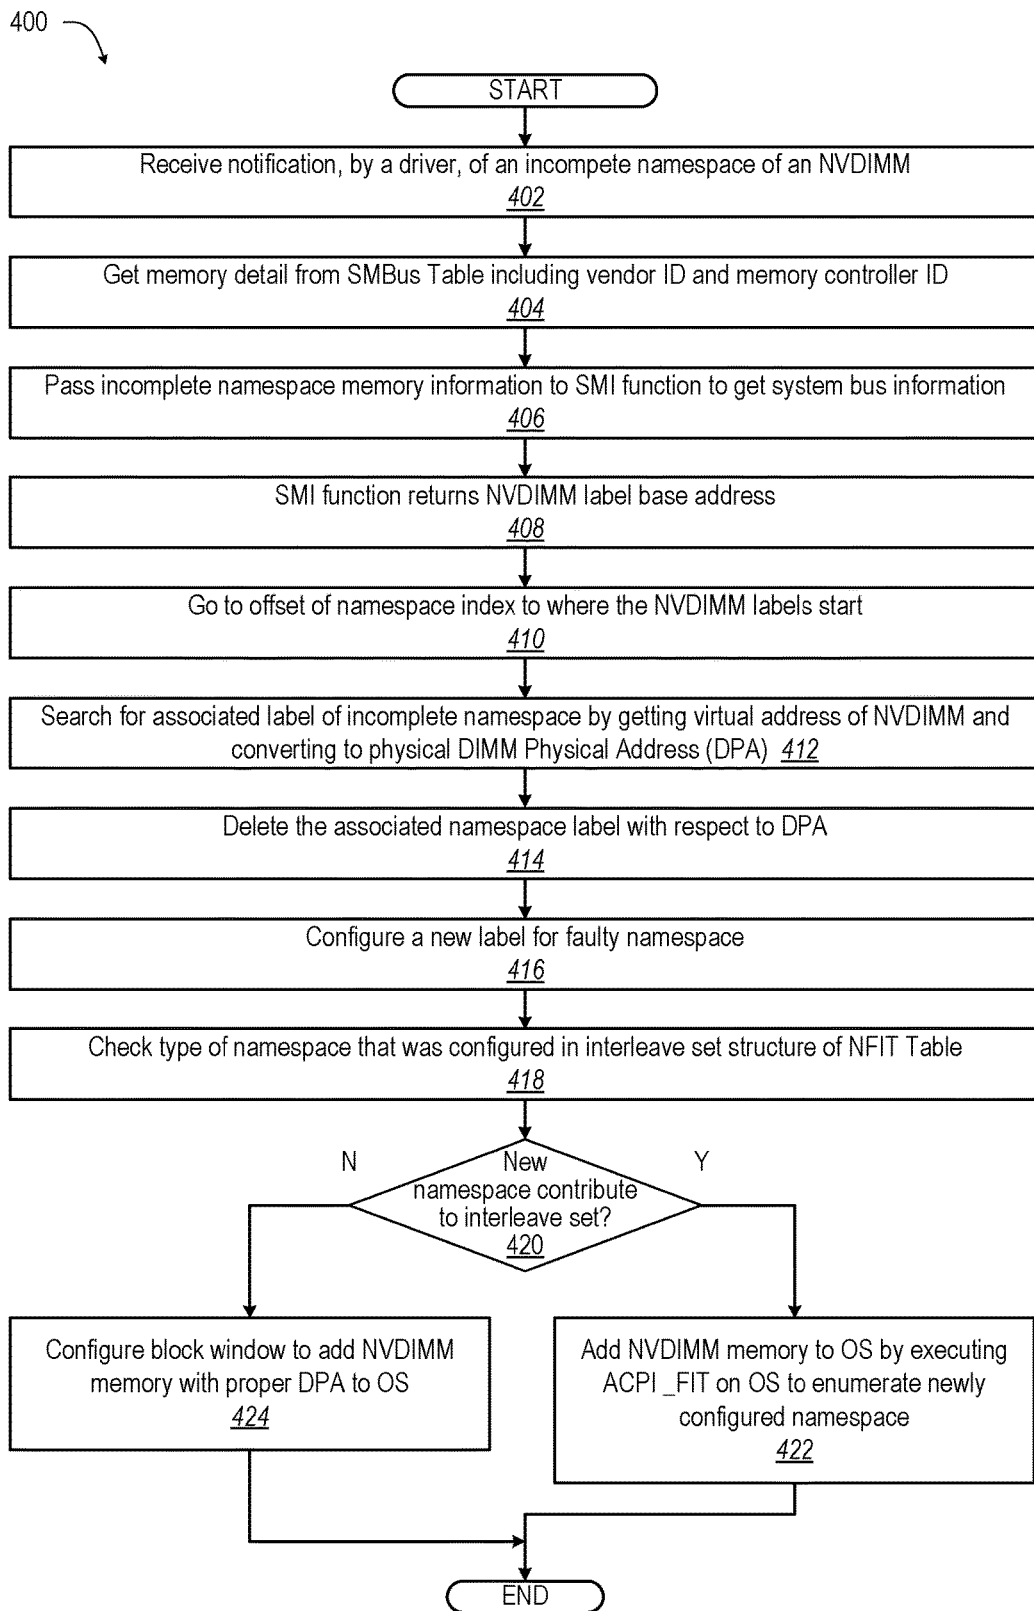 400
START
Receive notification, by a driver, of an incompete namespace of an NVDIMM
402
Get memory detail from SMBus Table including vendor ID and memory controller ID
404
Pass incomplete namespace memory information to SMI function to get system bus information
406
SMI function returns NVDIMM label base address
408
Go to offset of namespace index to where the NVDIMM labels start
410
Search for associated label of incomplete namespace by getting virtual address of NVDIMM and
converting to physical DIMM Physical Address (DPA) 412
Delete the associated namespace label with respect to DPA
414
Configure a new label for faulty namespace
416
Check type of namespace that was configured in interleave set structure of NFIT Table
418
N
Y
New
namespace contribute
to interleave set?
420
Configure block window to add NVDIMM
memory with proper DPA to OS
424
Add NVDIMM memory to OS by executing
ACPI _FIT on OS to enumerate newly
configured namespace
422
END